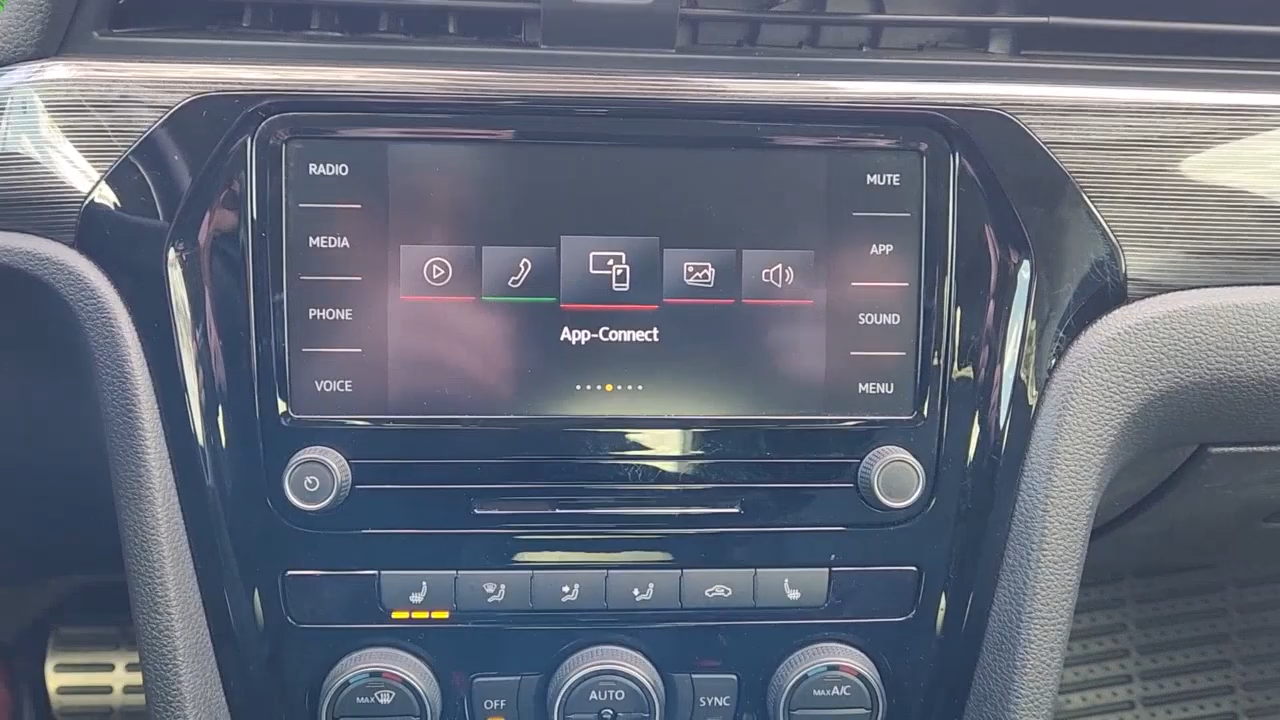 RADIO
MUTE
MEDIA
APP
PHONE
SOUND
App-Connect
VOICE
MENU
MAX
OFF
AUTO
SYNC
MAX A/C